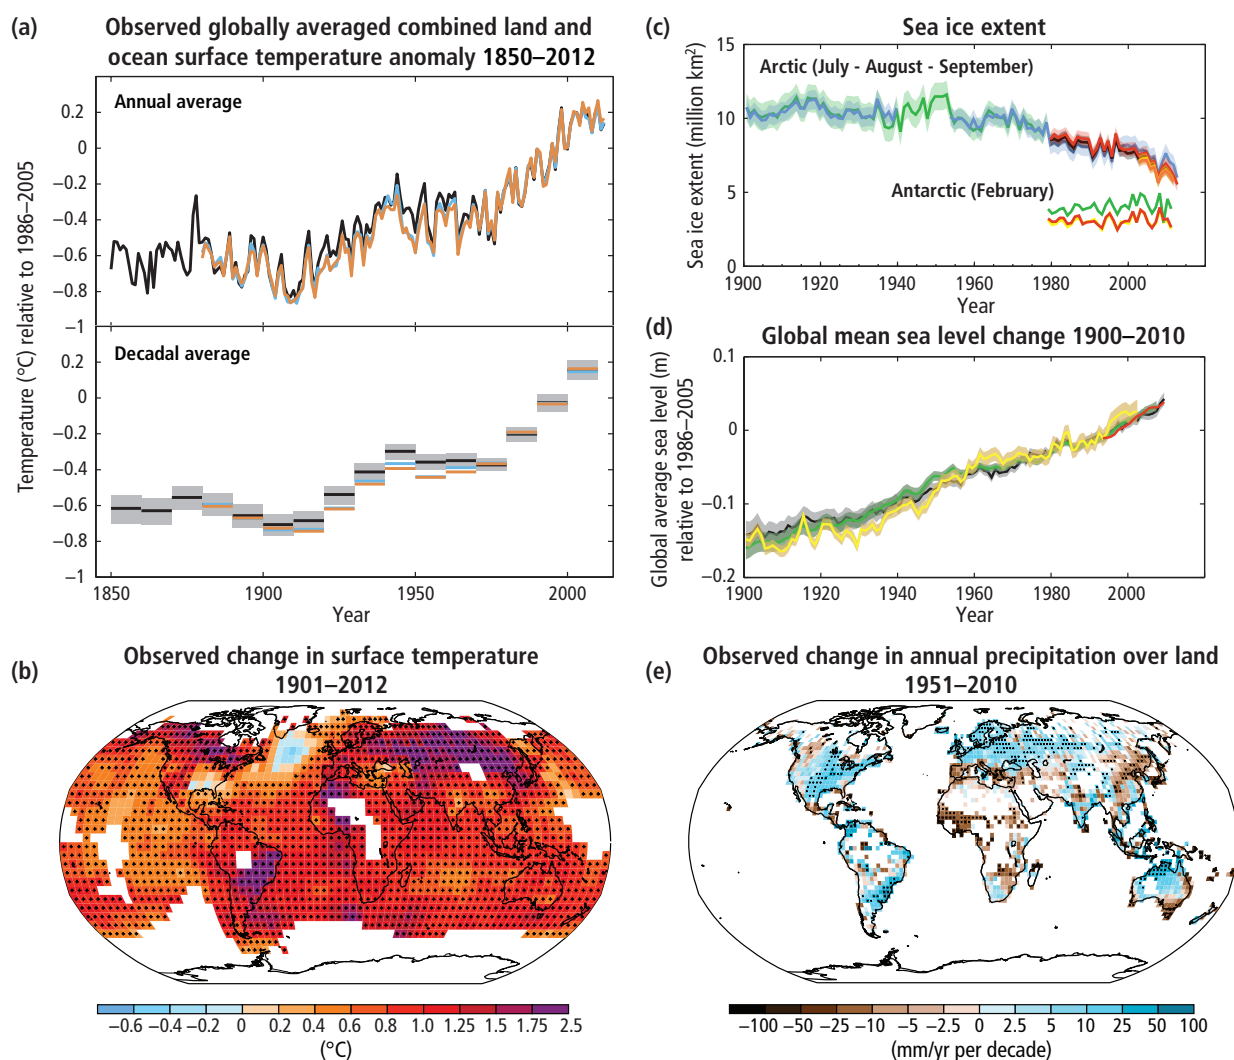 (a)
Observed globally averaged combined land and
ocean surface temperature anomaly 1850–2012
Annual average
0.2
0
−0.2
−0.4
−0.6
−0.8
−1
Decadal average
0.2
0
−0.2
−0.4
−0.6
−0.8
−1
Temperature (°C) relative to 1986–2005
1850
1900
1950
2000
Year
(c)
Sea ice extent
15
10
5
0
Sea ice extent (million km²)
Arctic (July - August - September)
Antarctic (February)
1900
1920
1940
1960
1980
2000
Year
(d)
Global mean sea level change 1900–2010
0.1
0
−0.1
−0.2
Global average sea level (m)
relative to 1986–2005
1900
1920
1940
1960
1980
2000
Year
(b)
Observed change in surface temperature
1901–2012
−0.6
−0.4
−0.2
0
0.2
0.4
0.6
0.8
1.0
1.25
1.5
1.75
2.5
(°C)
(e)
Observed change in annual precipitation over land
1951–2010
−100
−50
−25
−10
−5
−2.5
0
2.5
5
10
25
50
100
(mm/yr per decade)